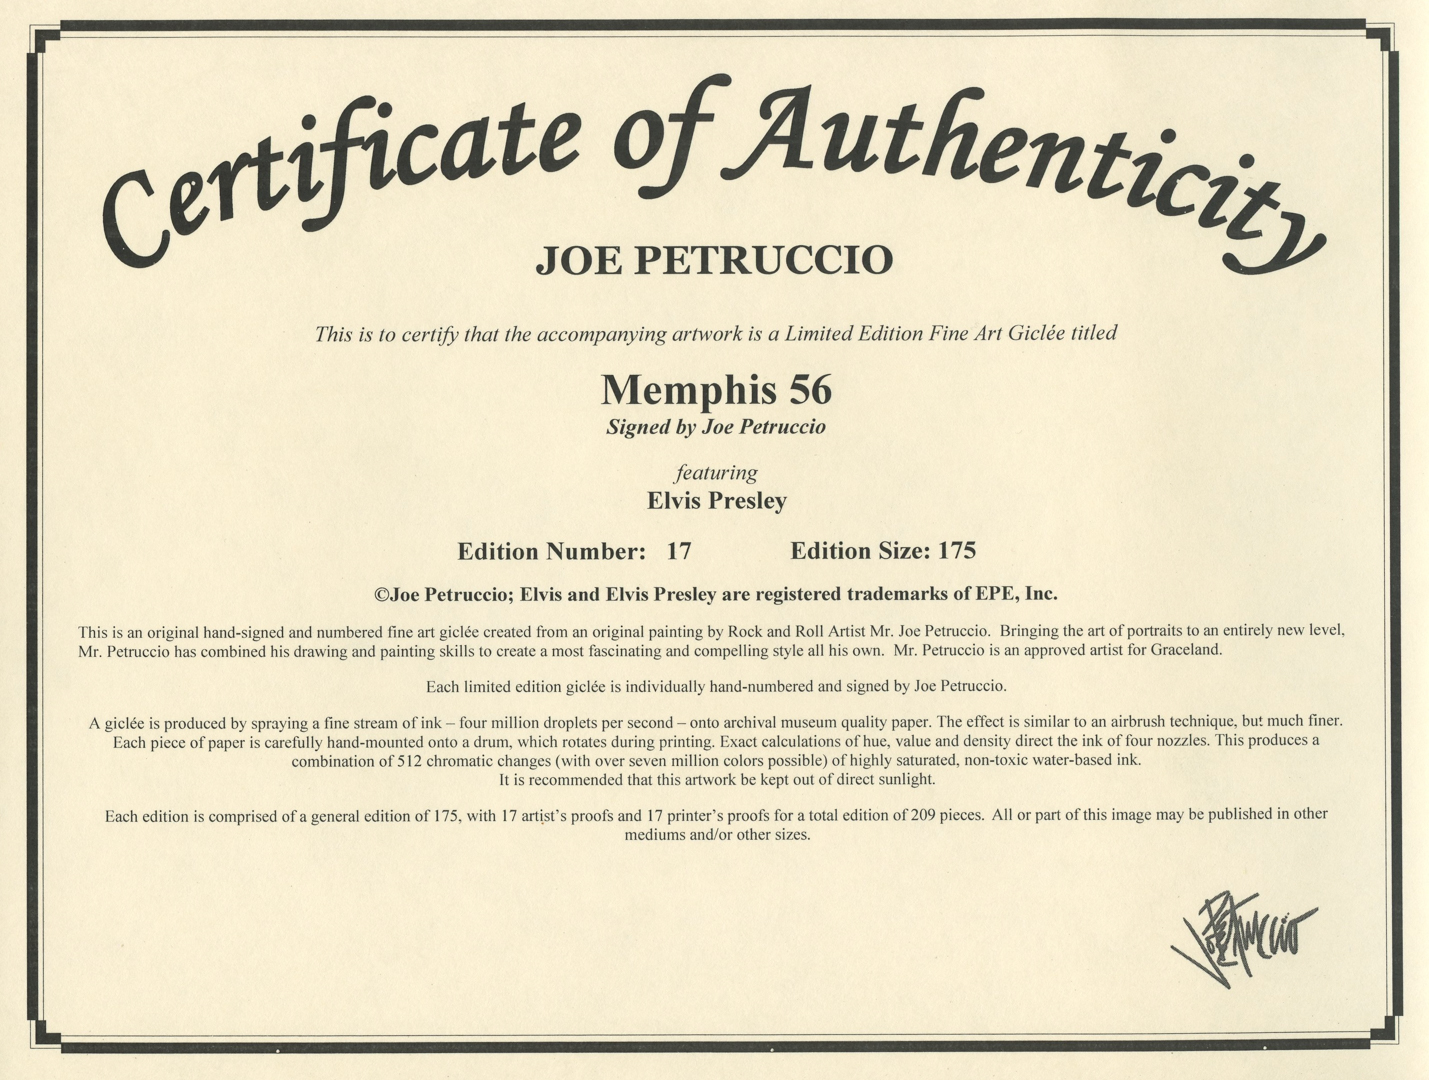 Certificate of Authenticity
JOE PETRUCCIO
This is to certify that the accompanying artwork is a Limited Edition Fine Art Giclée titled
Memphis 56
Signed by Joe Petruccio
featuring
Elvis Presley
Edition Number: 17 Edition Size: 175
©Joe Petruccio; Elvis and Elvis Presley are registered trademarks of EPE, Inc.
This is an original hand-signed and numbered fine art giclée created from an original painting by Rock and Roll Artist Mr. Joe Petruccio. Bringing the art of portraits to an entirely new level,
Mr. Petruccio has combined his drawing and painting skills to create a most fascinating and compelling style all his own. Mr. Petruccio is an approved artist for Graceland.
Each limited edition giclée is individually hand-numbered and signed by Joe Petruccio.
A giclée is produced by spraying a fine stream of ink – four million droplets per second – onto archival museum quality paper. The effect is similar to an airbrush technique, but much finer.
Each piece of paper is carefully hand-mounted onto a drum, which rotates during printing. Exact calculations of hue, value and density direct the ink of four nozzles. This produces a
combination of 512 chromatic changes (with over seven million colors possible) of highly saturated, non-toxic water-based ink.
It is recommended that this artwork be kept out of direct sunlight.
Each edition is comprised of a general edition of 175, with 17 artist's proofs and 17 printer's proofs for a total edition of 209 pieces. All or part of this image may be published in other
mediums and/or other sizes.
Joe Petruccio